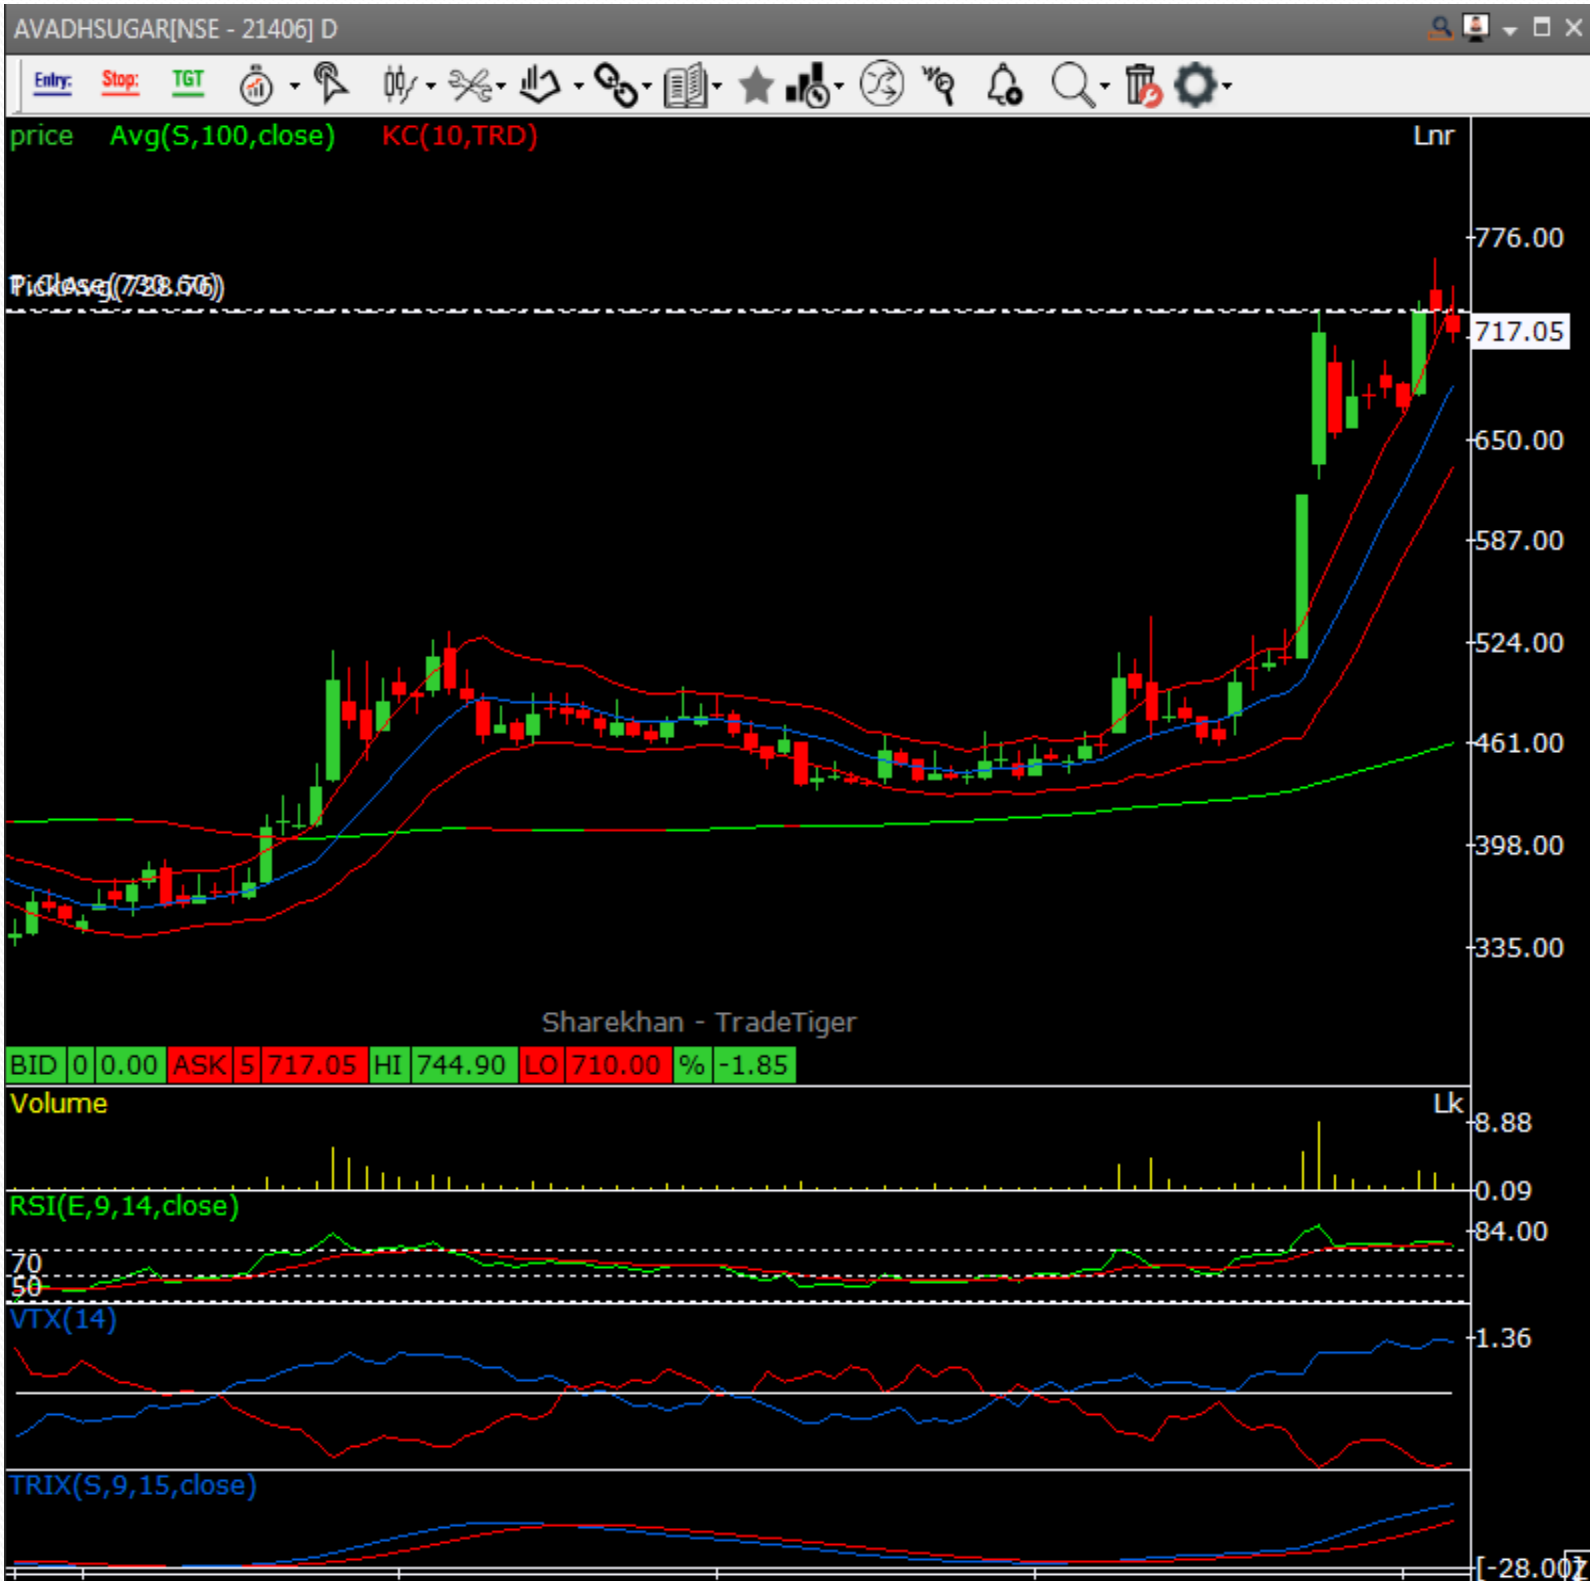 AVADHSUGAR[NSE - 21406] D
Entry: Stop: TGT
price Avg(S,100,close) KC(10,TRD) Lnr
776.00
717.05
650.00
587.00
524.00
461.00
398.00
335.00
Sharekhan - TradeTiger
BID 0 0.00 ASK 5 717.05 HI 744.90 LO 710.00 % -1.85
Volume Lk
8.88
0.09
RSI(E,9,14,close)
84.00
70
50
VTX(14)
1.36
TRIX(S,9,15,close)
[-28.00]